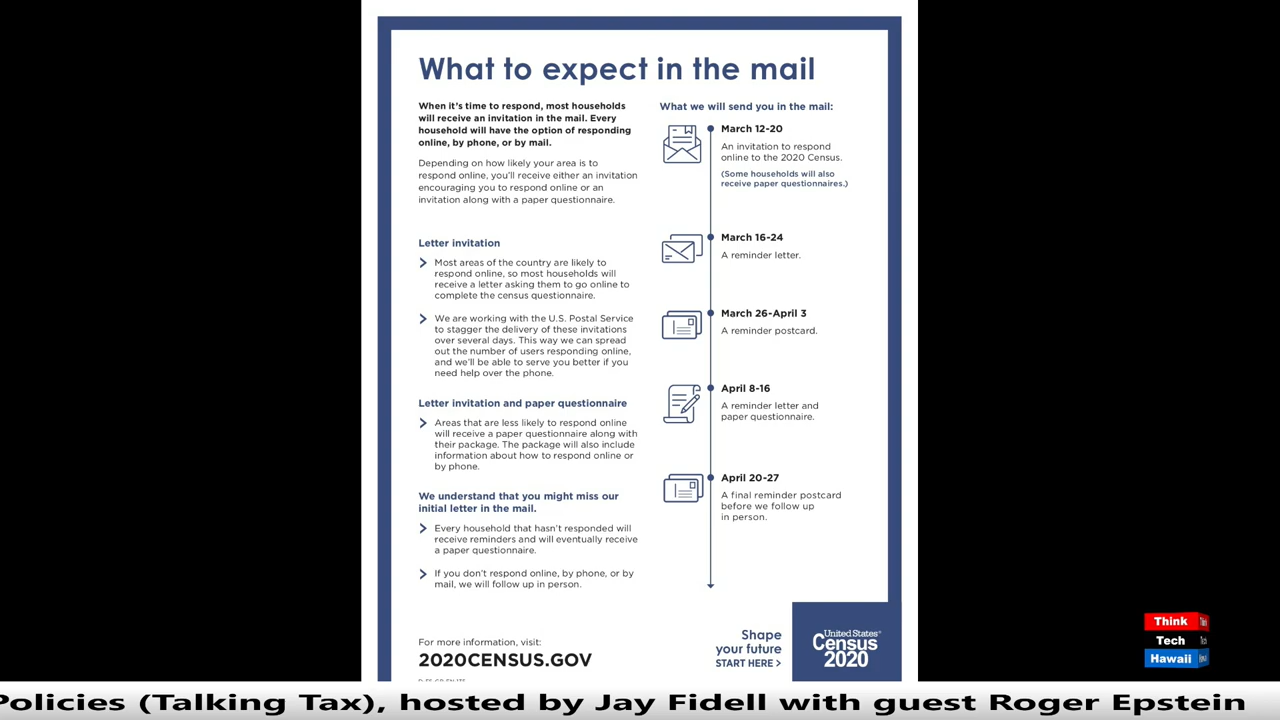 What to expect in the mail
When it's time to respond, most households
will receive an invitation in the mail. Every
household will have the option of responding
online, by phone, or by mail.
Depending on how likely your area is to
respond online, you'll receive either an invitation
encouraging you to respond online or an
invitation along with a paper questionnaire.
Letter invitation
Most areas of the country are likely to
respond online, so most households will
receive a letter asking them to go online to
complete the census questionnaire.
We are working with the U.S. Postal Service
to stagger the delivery of these invitations
over several days. This way we can spread
out the number of users responding online,
and we'll be able to serve you better if you
need help over the phone.
Letter invitation and paper questionnaire
Areas that are less likely to respond online
will receive a paper questionnaire along with
their package. The package will also include
information about how to respond online or
by phone.
We understand that you might miss our
initial letter in the mail.
Every household that hasn't responded will
receive reminders and will eventually receive
a paper questionnaire.
If you don't respond online, by phone, or by
mail, we will follow up in person.
For more information, visit:
2020CENSUS.GOV
What we will send you in the mail:
March 12-20
An invitation to respond
online to the 2020 Census.
(Some households will also
receive paper questionnaires.)
March 16-24
A reminder letter.
March 26-April 3
A reminder postcard.
April 8-16
A reminder letter and
paper questionnaire.
April 20-27
A final reminder postcard
before we follow up
in person.
Shape
your future
START HERE >
United States®
Census
2020
Think
Tech
Hawaii
Policies (Talking Tax), hosted by Jay Fidell with guest Roger Epstein